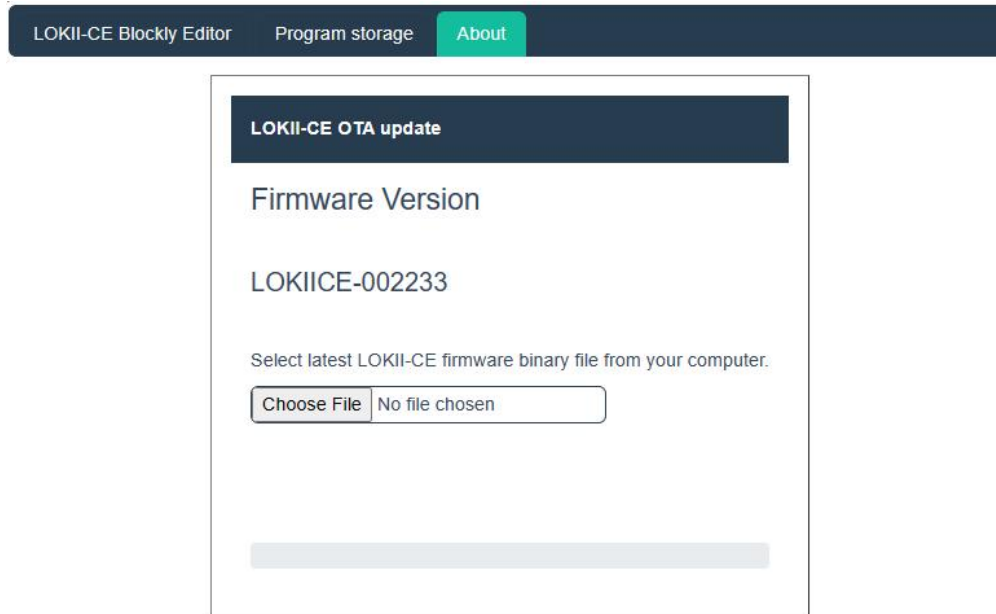 LOKII-CE Blockly Editor Program storage About
LOKII-CE OTA update
Firmware Version
LOKIICE-002233
Select latest LOKII-CE firmware binary file from your computer.
Choose File No file chosen